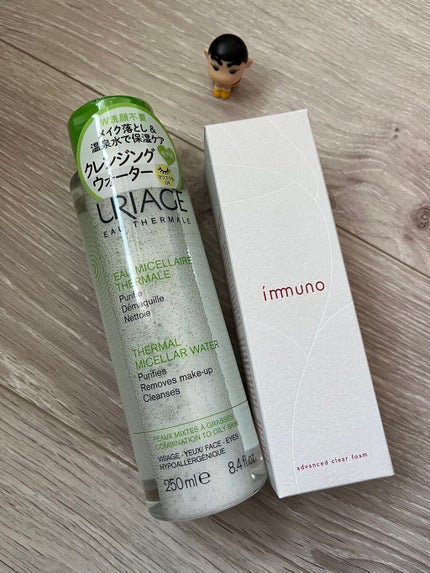 W洗顔不要
メイク落とし&
温泉水で保湿ケア
クレンジング
ウォーター
URIAGE
EAU THERMALE
EAU MICELLAIRE
THERMALE
Purifie
Démaquille
Nettoie
THERMAL
MICELLAR WATER
Purifies
Removes make-up
Cleanses
PEAUX MIXTES À GRASSES
COMBINATION TO OILY SKIN
VISAGE - YEUX / FACE - EYES
HYPOALLERGÉNIQUE
250 ml e 8.4 fl.oz
immuno
advanced clear foam